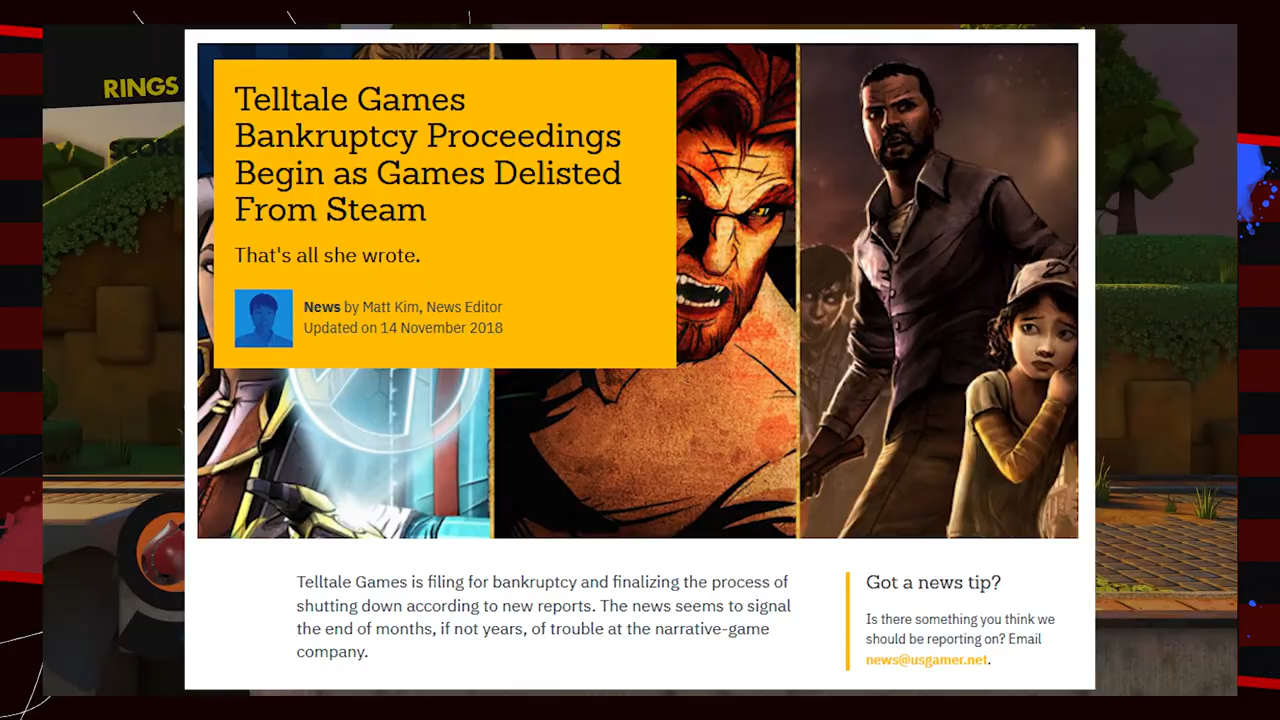 RINGS
SCORE
Telltale Games
Bankruptcy Proceedings
Begin as Games Delisted
From Steam
That's all she wrote.
News by Matt Kim, News Editor
Updated on 14 November 2018
Telltale Games is filing for bankruptcy and finalizing the process of
shutting down according to new reports. The news seems to signal
the end of months, if not years, of trouble at the narrative-game
company.
Got a news tip?
Is there something you think we
should be reporting on? Email
news@usgamer.net.